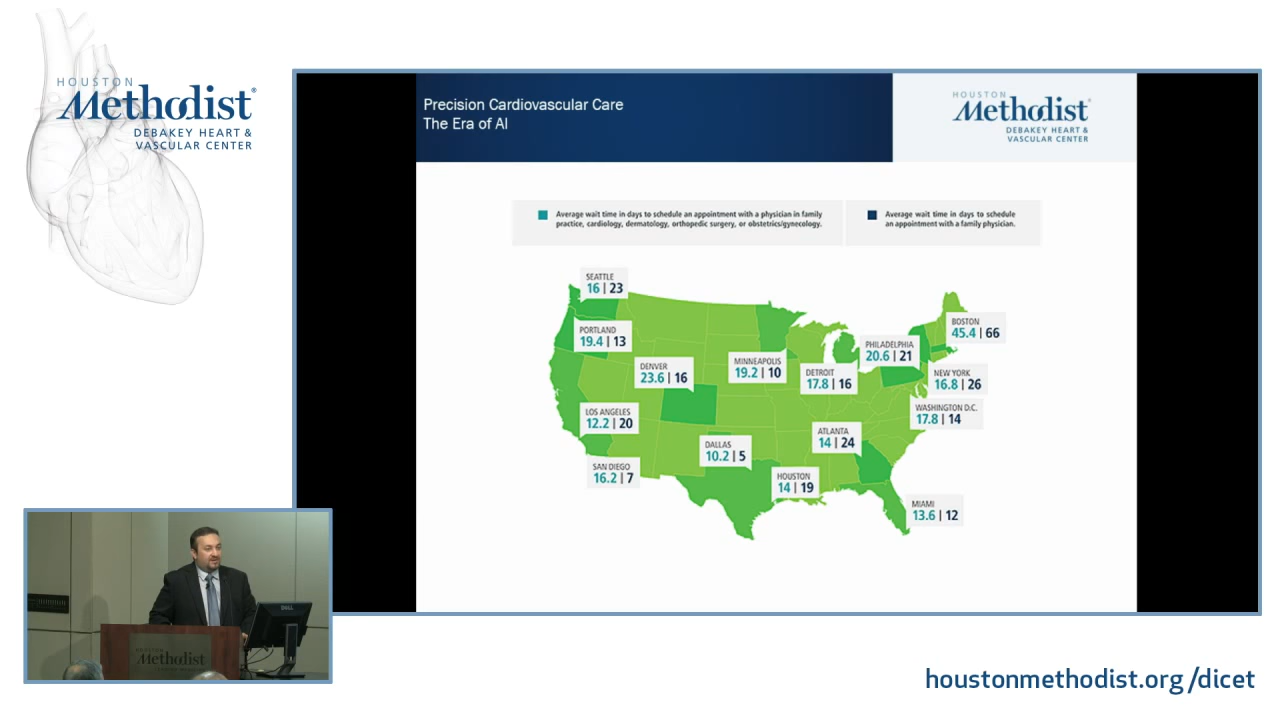 HOUSTON
Methodist®
DEBAKEY HEART &
VASCULAR CENTER
Precision Cardiovascular Care
The Era of AI
HOUSTON
Methodist®
DEBAKEY HEART &
VASCULAR CENTER
Average wait time in days to schedule an appointment with a physician in family
practice, cardiology, dermatology, orthopedic surgery, or obstetrics/gynecology.
Average wait time in days to schedule
an appointment with a family physician.
SEATTLE
16 | 23
PORTLAND
19.4 | 13
DENVER
23.6 | 16
MINNEAPOLIS
19.2 | 10
DETROIT
17.8 | 16
PHILADELPHIA
20.6 | 21
BOSTON
45.4 | 66
NEW YORK
16.8 | 26
WASHINGTON D.C.
17.8 | 14
LOS ANGELES
12.2 | 20
SAN DIEGO
16.2 | 7
DALLAS
10.2 | 5
ATLANTA
14 | 24
HOUSTON
14 | 19
MIAMI
13.6 | 12
HOUSTON
Methodist
houstonmethodist.org/dicet